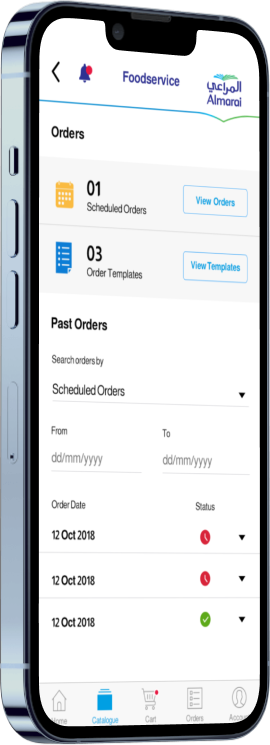 Foodservice
المراعي
Almarai
Orders
01
Scheduled Orders
View Orders
03
Order Templates
View Templates
Past Orders
Search orders by
Scheduled Orders
From To
dd/mm/yyyy dd/mm/yyyy
Order Date Status
12 Oct 2018
12 Oct 2018
12 Oct 2018
Home Catalogue Cart Orders Account